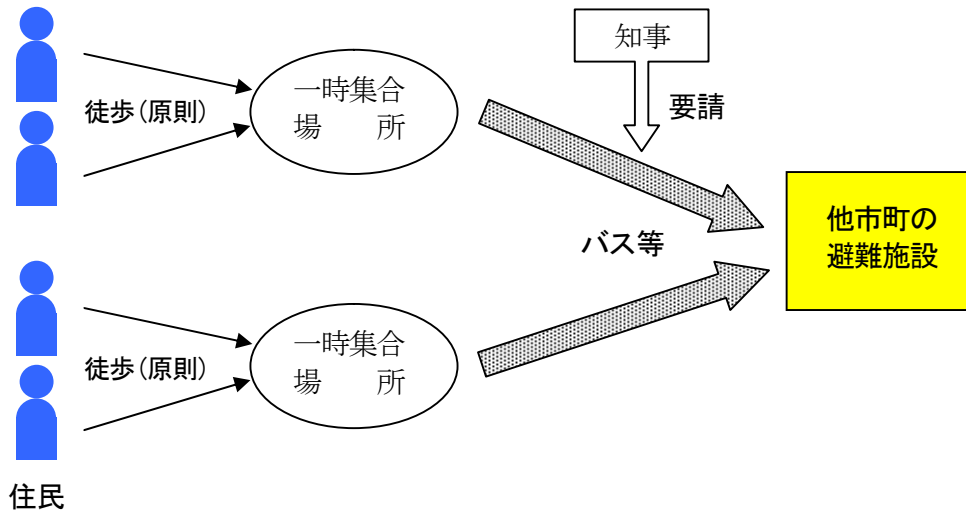 知事
一時集合
場　　所
徒歩（原則）
要請
他市町の
避難施設
バス等
一時集合
場　　所
徒歩（原則）
住民